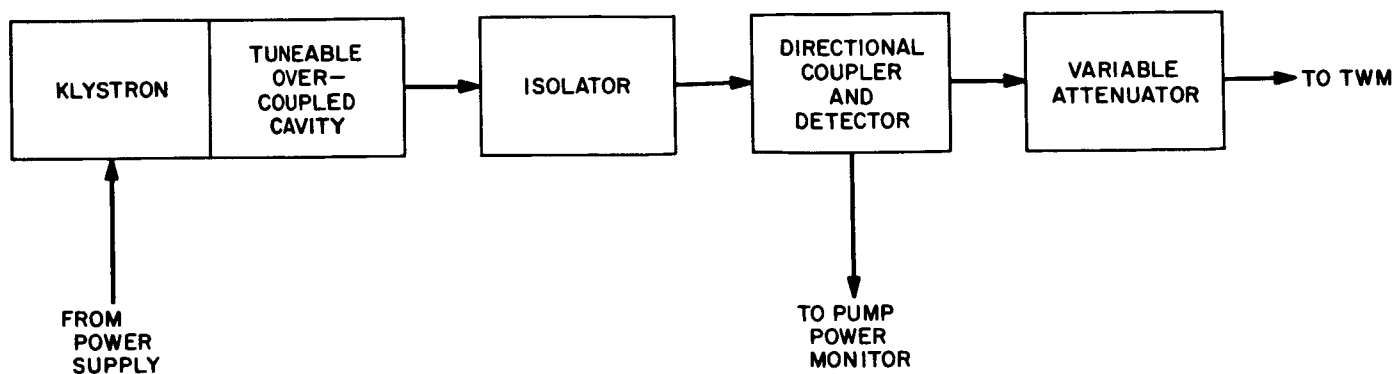 KLYSTRON
TUNEABLE
OVER-
COUPLED
CAVITY
ISOLATOR
DIRECTIONAL
COUPLER
AND
DETECTOR
VARIABLE
ATTENUATOR
TO TWM
FROM
POWER
SUPPLY
TO PUMP
POWER
MONITOR